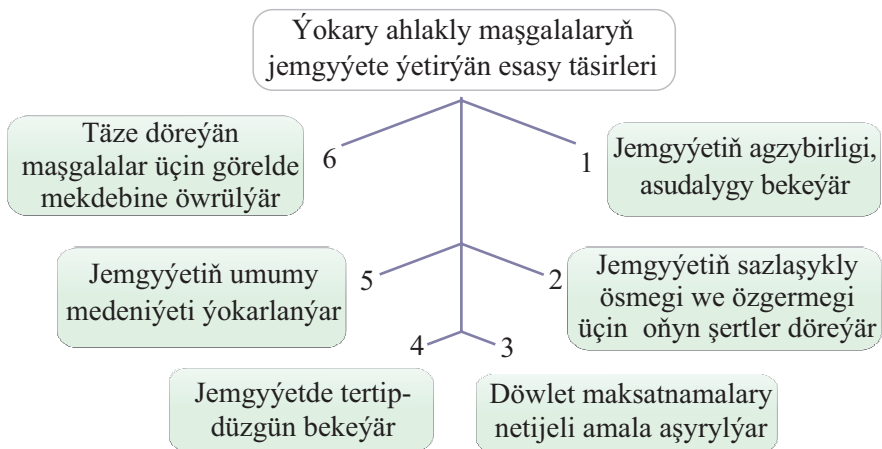 Ýokary ahlakly maşgalalaryň
jemgyýete ýetirýän esasy täsirleri
1
Jemgyýetiň agzybirligi,
asudalygy bekeýär
2
Jemgyýetiň sazlaşykly
ösmegi we özgermegi
üçin oňyn şertler döreýär
3
Döwlet maksatnamalary
netijeli amala aşyrylýar
4
Jemgyýetde tertip-
düzgün bekeýär
5
Jemgyýetiň umumy
medeniýeti ýokarlanýar
6
Täze döreýän
maşgalalar üçin görelde
mekdebine öwrülýär